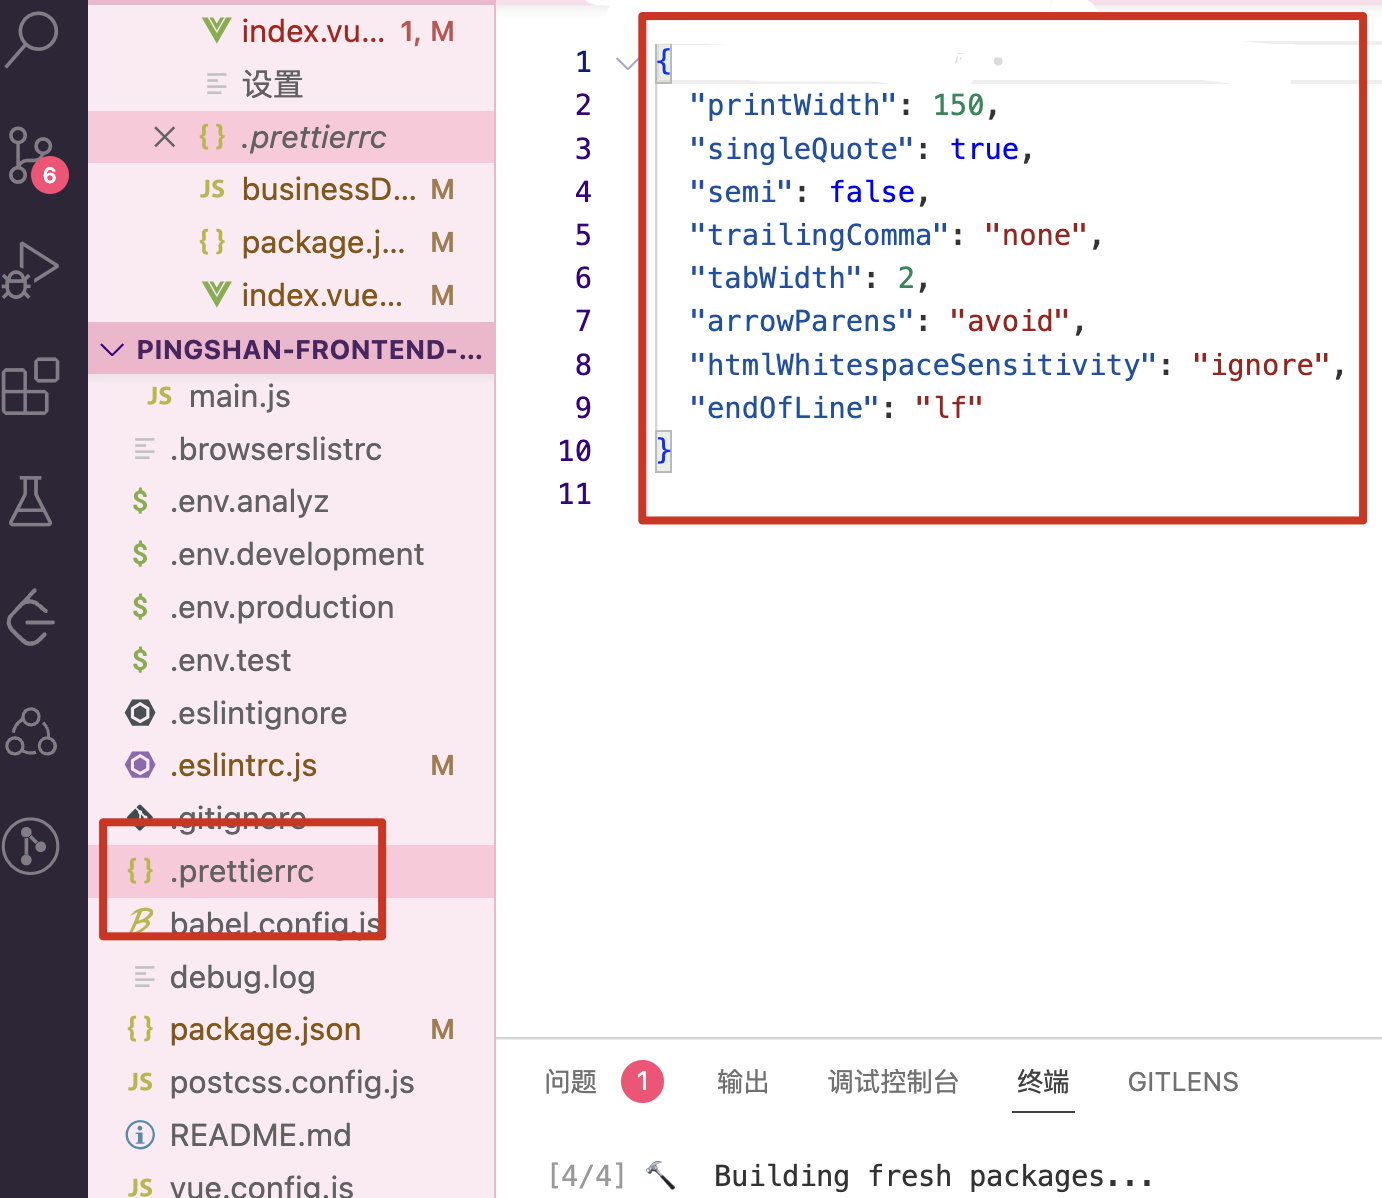 index.vu... 1, M
设置
.prettierrc
JS businessD... M
package.j... M
index.vue... M
PINGSHAN-FRONTEND-...
JS main.js
.browserslistrc
$ .env.analyz
$ .env.development
$ .env.production
$ .env.test
.eslintignore
.eslintrc.js M
.gitignore
{} .prettierrc
babel.config.js
debug.log
{} package.json M
JS postcss.config.js
README.md
JS vue.config.js
6
1 {
2 "printWidth": 150,
3 "singleQuote": true,
4 "semi": false,
5 "trailingComma": "none",
6 "tabWidth": 2,
7 "arrowParens": "avoid",
8 "htmlWhitespaceSensitivity": "ignore",
9 "endOfLine": "lf"
10 }
11
问题 1 输出 调试控制台 终端 GITLENS
[4/4] 🔨 Building fresh packages...